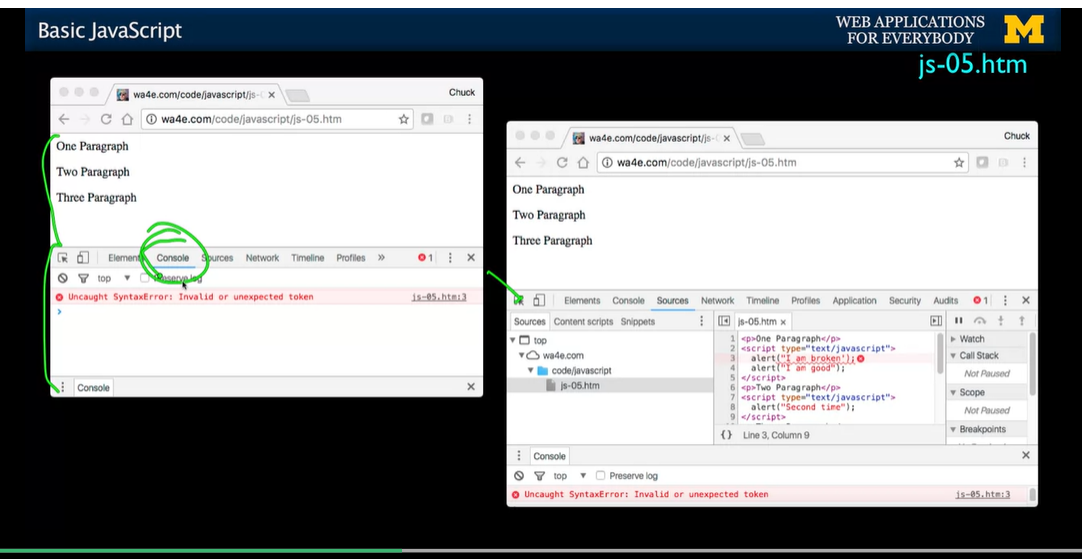 Basic JavaScript
WEB APPLICATIONS
FOR EVERYBODY
M
js-05.htm
wa4e.com/code/javascript/js-
Chuck
wa4e.com/code/javascript/js-05.htm
One Paragraph
Two Paragraph
Three Paragraph
Elements Console Sources Network Timeline Profiles » 1
top Preserve log
Uncaught SyntaxError: Invalid or unexpected token js-05.htm:3
>
Console
wa4e.com/code/javascript/js-
Chuck
wa4e.com/code/javascript/js-05.htm
One Paragraph
Two Paragraph
Three Paragraph
Elements Console Sources Network Timeline Profiles Application Security Audits 1
Sources Content scripts Snippets
top
wa4e.com
code/javascript
js-05.htm
js-05.htm
1 <p>One Paragraph</p>
2 <script type="text/javascript">
3 alert("I am broken');
4 alert("I am good");
5 </script>
6 <p>Two Paragraph</p>
7 <script type="text/javascript">
8 alert("Second time");
9 </script>
{} Line 3, Column 9
Watch
Call Stack
Not Paused
Scope
Not Paused
Breakpoints
Console
top Preserve log
Uncaught SyntaxError: Invalid or unexpected token js-05.htm:3